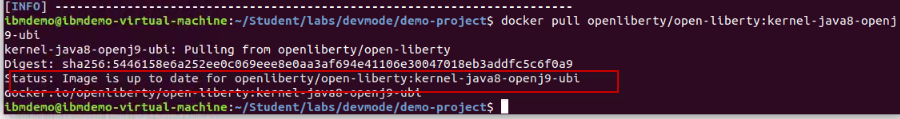 [INFO] ------------------------------------------------------------------------
ibmdemo@ibmdemo-virtual-machine:~/Student/labs/devmode/demo-project$ docker pull openliberty/open-liberty:kernel-java8-openj
9-ubi
kernel-java8-openj9-ubi: Pulling from openliberty/open-liberty
Digest: sha256:5446158e6a252ee0c069eee8e0aa3af694e41106e30047018eb3addfc5c6f0a9
Status: Image is up to date for openliberty/open-liberty:kernel-java8-openj9-ubi
docker.io/openliberty/open-liberty:kernel-java8-openj9-ubi
ibmdemo@ibmdemo-virtual-machine:~/Student/labs/devmode/demo-project$